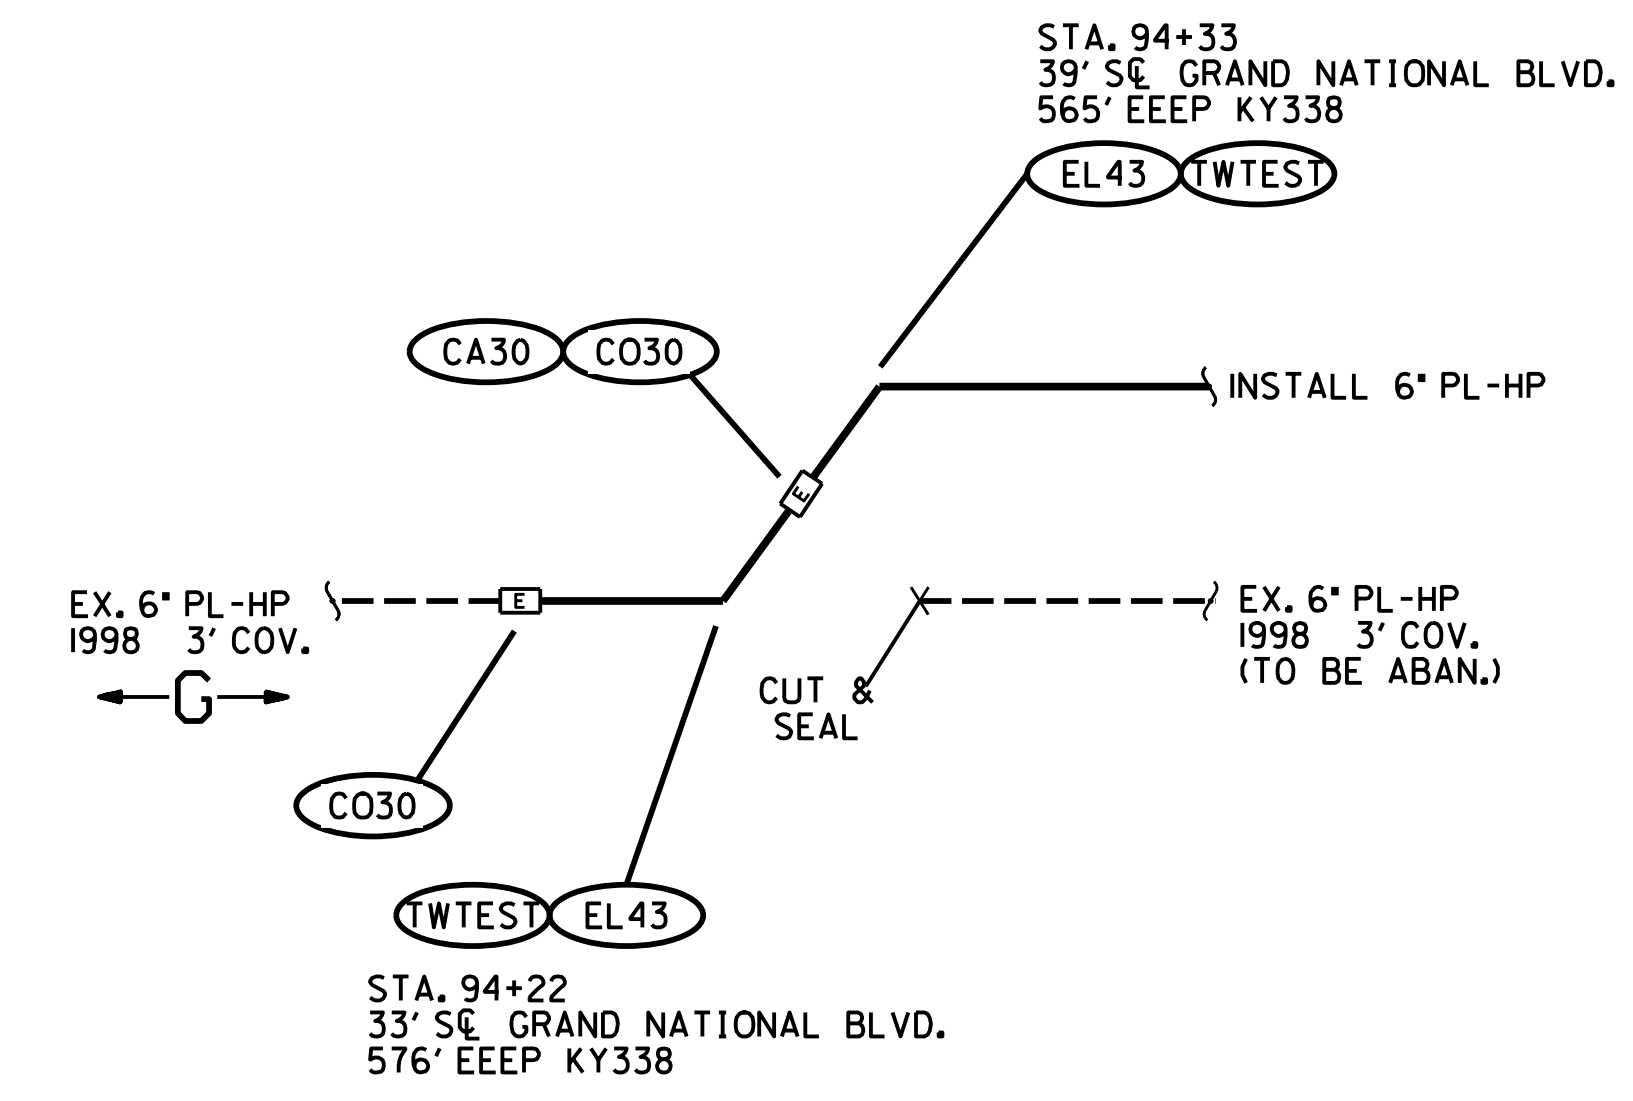 STA. 94+33
39' S℄ GRAND NATIONAL BLVD.
565' EEEP KY338
EL43 TWTEST
CA30 CO30
INSTALL 6" PL-HP
E
E
EX. 6" PL-HP
1998 3' COV.
G
EX. 6" PL-HP
1998 3' COV.
(TO BE ABAN.)
CUT &
SEAL
CO30
TWTEST EL43
STA. 94+22
33' S℄ GRAND NATIONAL BLVD.
576' EEEP KY338